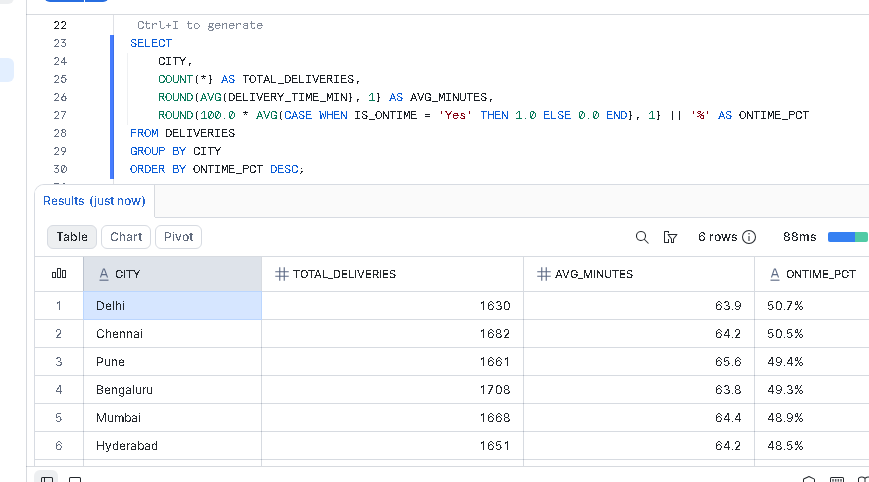 22 Ctrl+I to generate
23 SELECT
24 CITY,
25 COUNT(*) AS TOTAL_DELIVERIES,
26 ROUND(AVG(DELIVERY_TIME_MIN), 1) AS AVG_MINUTES,
27 ROUND(100.0 * AVG(CASE WHEN IS_ONTIME = 'Yes' THEN 1.0 ELSE 0.0 END), 1) || '%' AS ONTIME_PCT
28 FROM DELIVERIES
29 GROUP BY CITY
30 ORDER BY ONTIME_PCT DESC;
Results (just now)
Table Chart Pivot 6 rows 88ms
CITY TOTAL_DELIVERIES AVG_MINUTES ONTIME_PCT
1 Delhi 1630 63.9 50.7%
2 Chennai 1682 64.2 50.5%
3 Pune 1661 65.6 49.4%
4 Bengaluru 1708 63.8 49.3%
5 Mumbai 1668 64.4 48.9%
6 Hyderabad 1651 64.2 48.5%